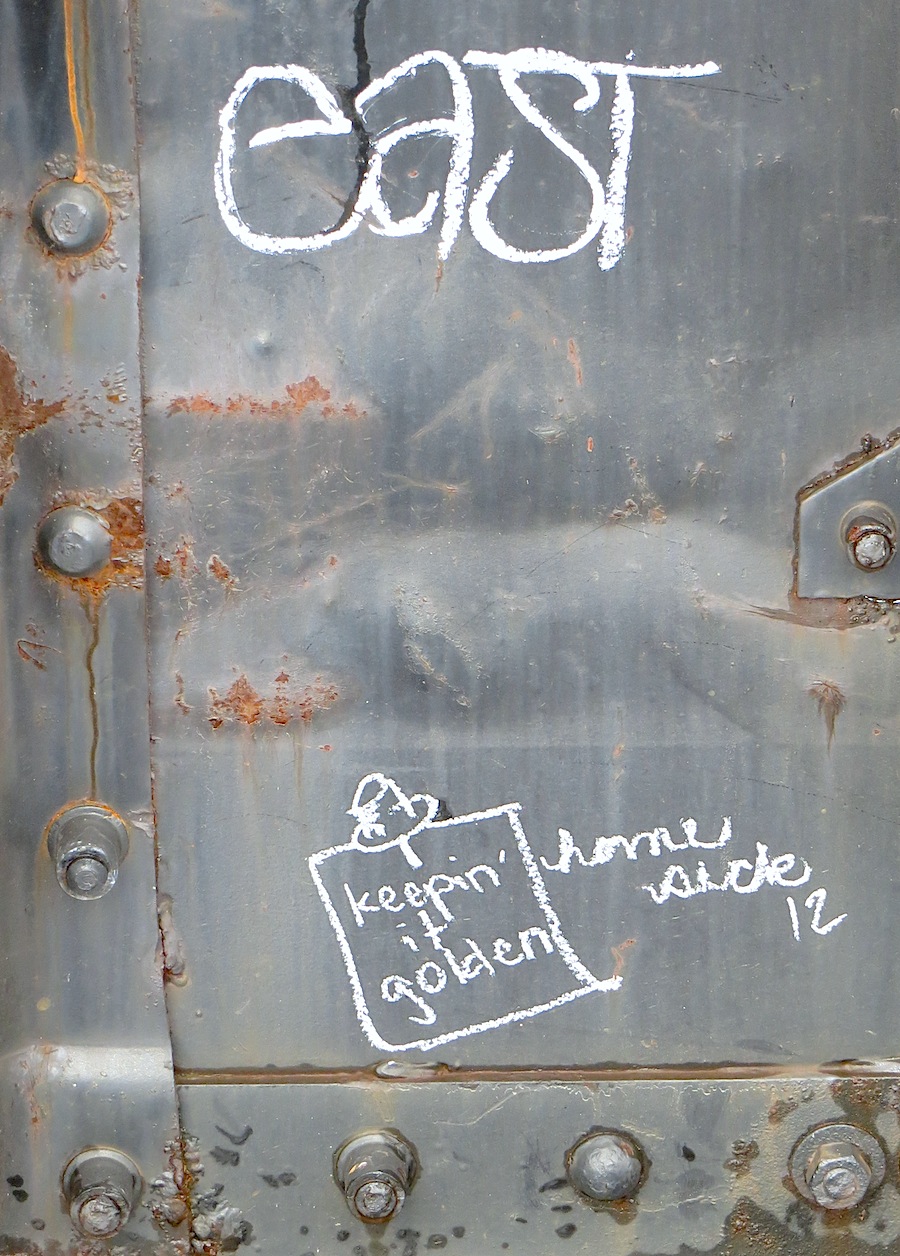 east
keepin'
it
golden
home
side
12